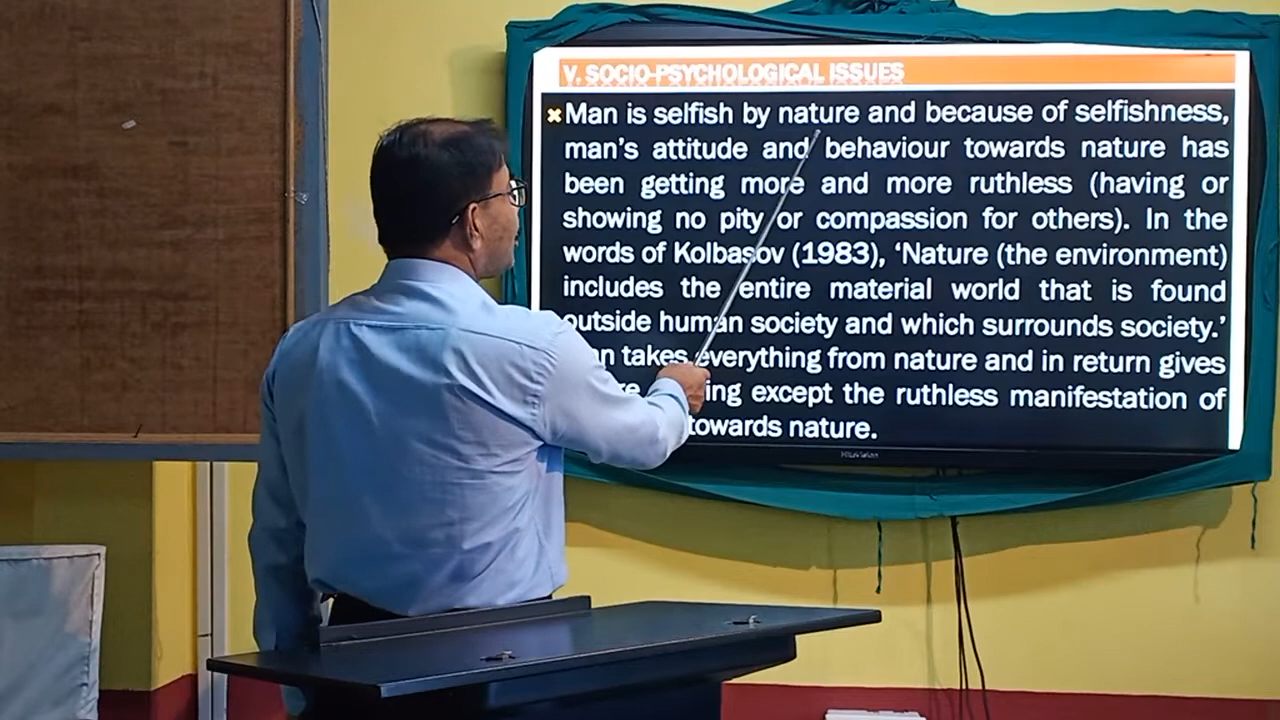 V. SOCIO-PSYCHOLOGICAL ISSUES
Man is selfish by nature and because of selfishness,
man's attitude and behaviour towards nature has
been getting more and more ruthless (having or
showing no pity or compassion for others). In the
words of Kolbasov (1983), 'Nature (the environment)
includes the entire material world that is found
outside human society and which surrounds society.'
takes everything from nature and in return gives
except the ruthless manifestation of
towards nature.